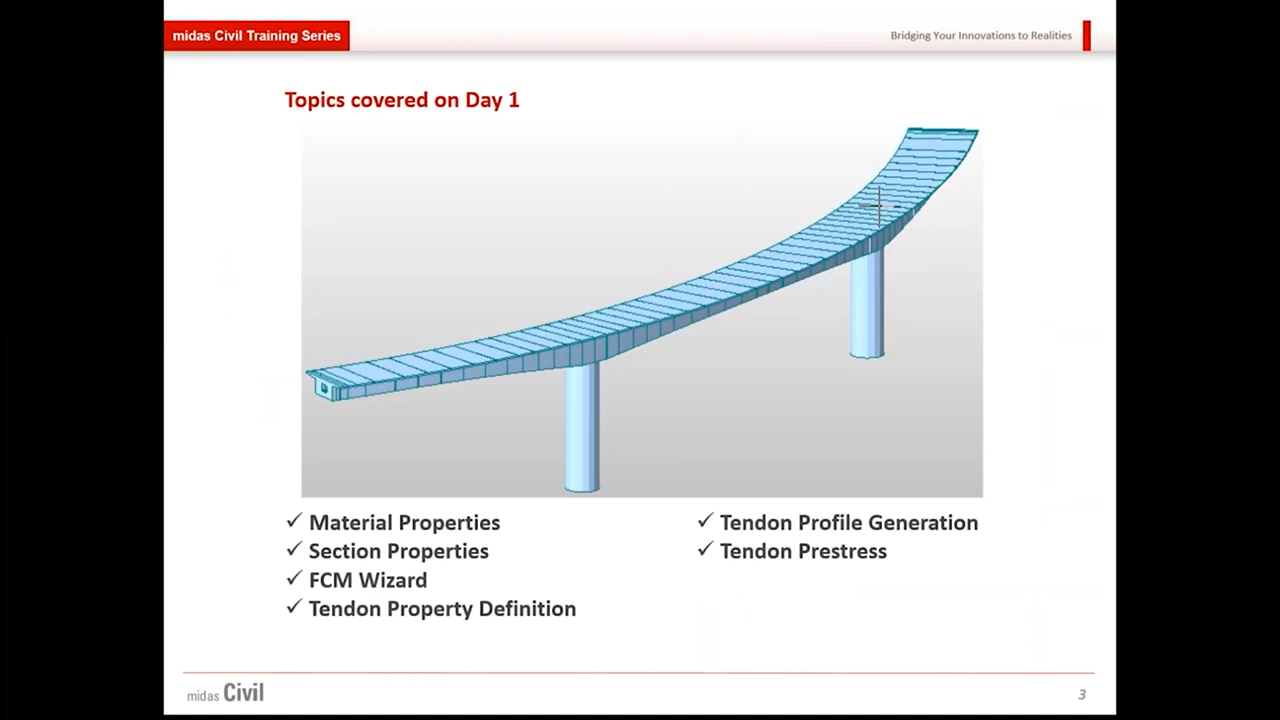 midas Civil Training Series
Bridging Your Innovations to Realities
Topics covered on Day 1
✓ Material Properties
✓ Section Properties
✓ FCM Wizard
✓ Tendon Property Definition
✓ Tendon Profile Generation
✓ Tendon Prestress
midas Civil
3